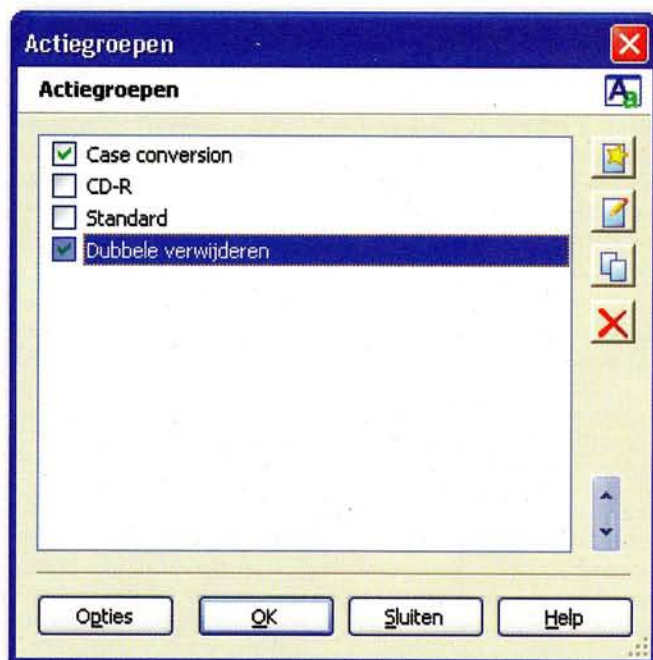 Actiegroepen
Actiegroepen
Case conversion
CD-R
Standard
Dubbele verwijderen
Opties OK Sluiten Help